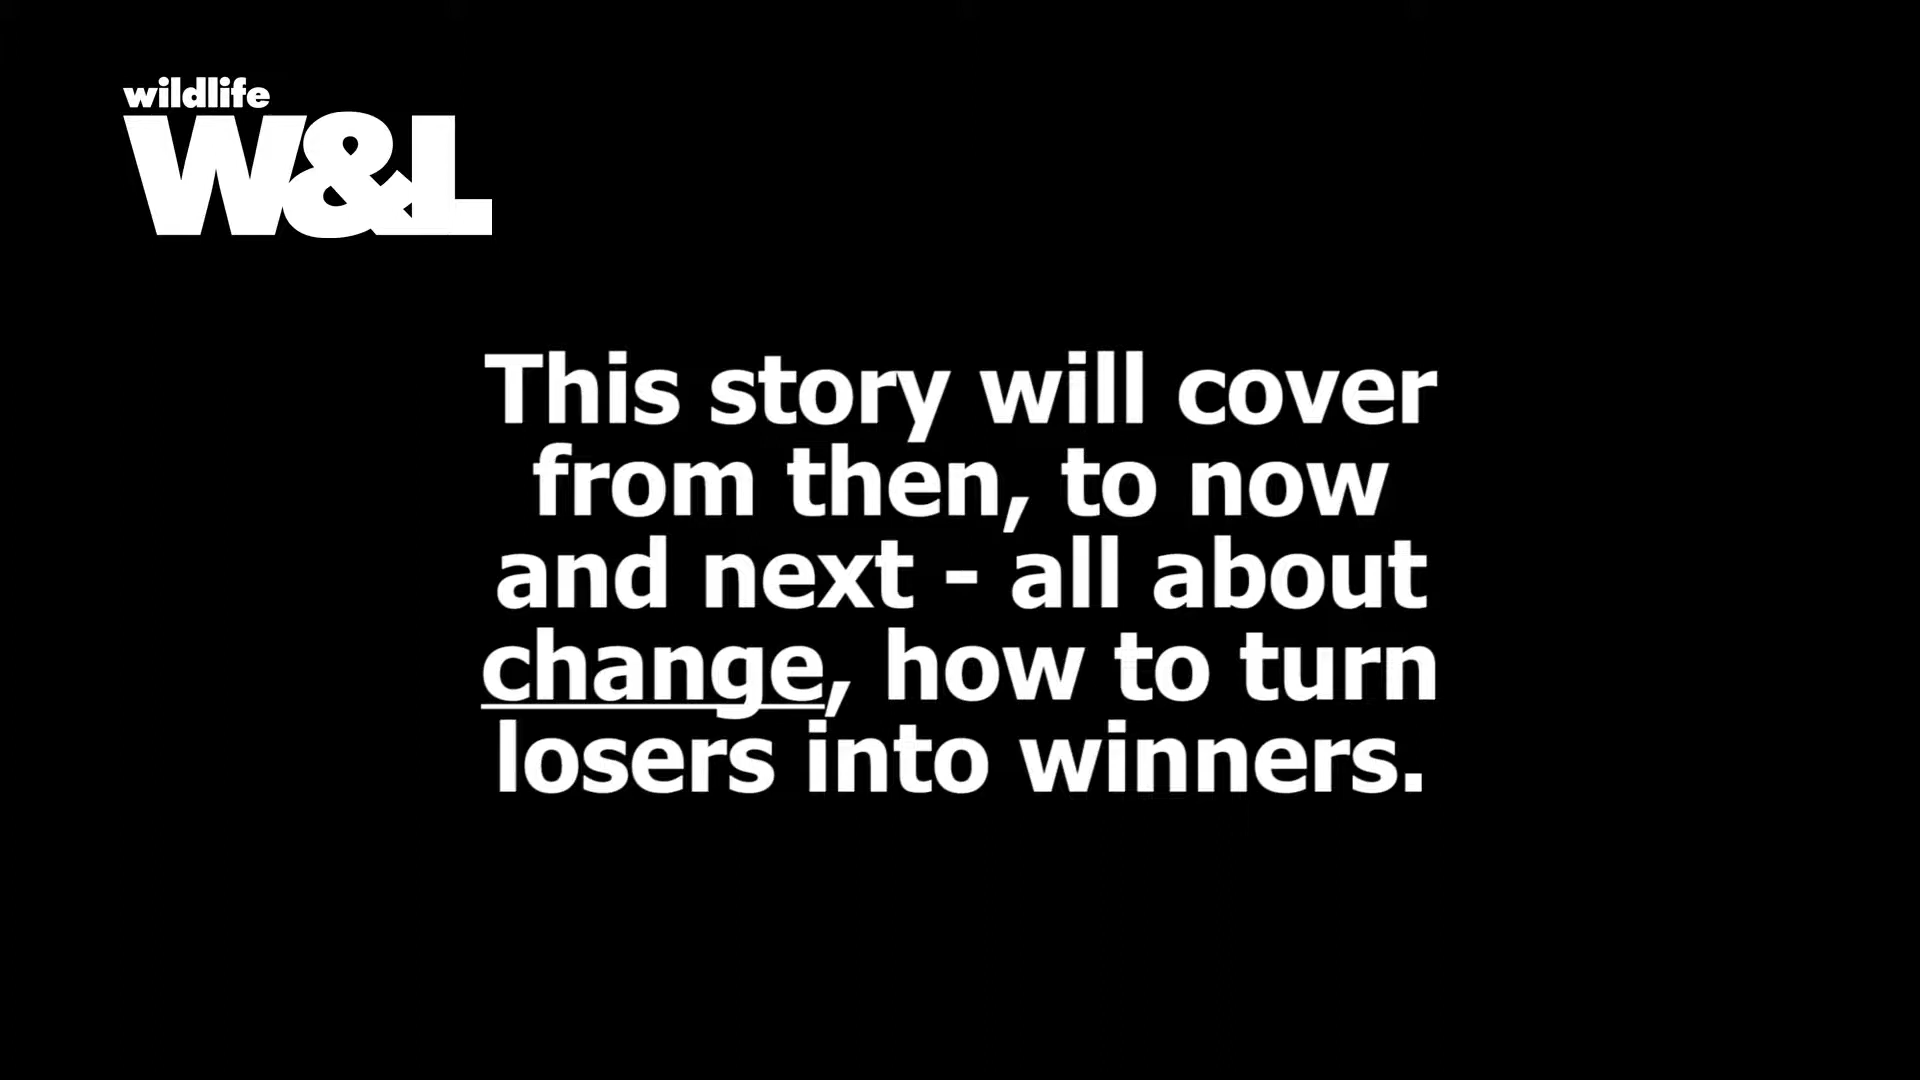 wildlife
W&L
This story will cover
from then, to now
and next - all about
change, how to turn
losers into winners.